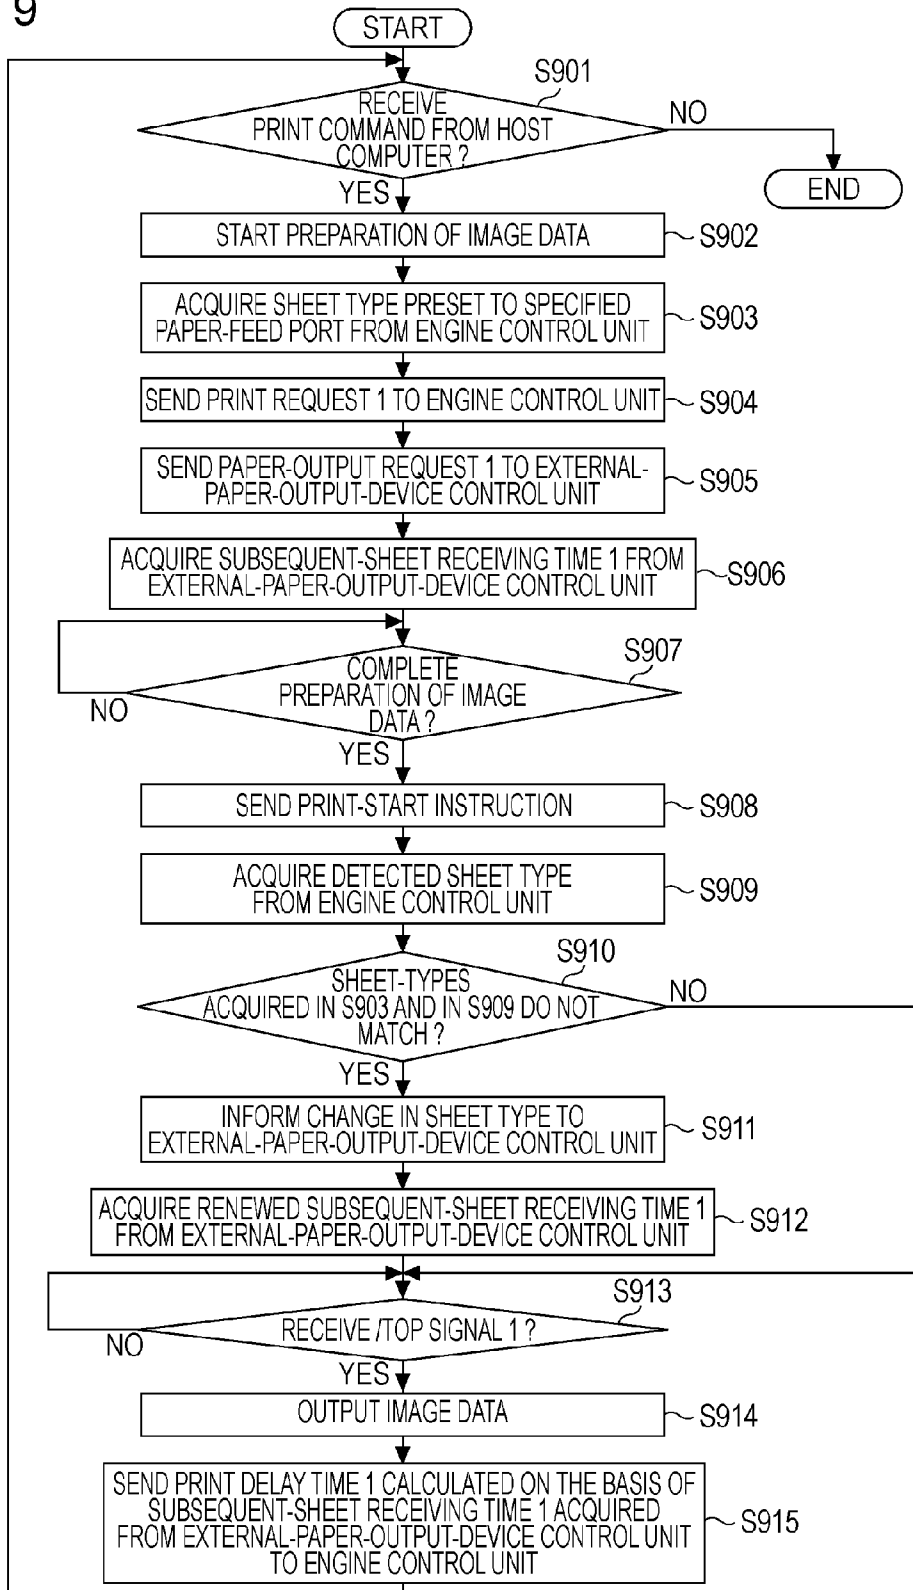 9
START
S901
RECEIVE
PRINT COMMAND FROM HOST
COMPUTER ?
NO
END
YES
START PREPARATION OF IMAGE DATA
S902
ACQUIRE SHEET TYPE PRESET TO SPECIFIED
PAPER-FEED PORT FROM ENGINE CONTROL UNIT
S903
SEND PRINT REQUEST 1 TO ENGINE CONTROL UNIT
S904
SEND PAPER-OUTPUT REQUEST 1 TO EXTERNAL-
PAPER-OUTPUT-DEVICE CONTROL UNIT
S905
ACQUIRE SUBSEQUENT-SHEET RECEIVING TIME 1 FROM
EXTERNAL-PAPER-OUTPUT-DEVICE CONTROL UNIT
S906
S907
COMPLETE
PREPARATION OF IMAGE
DATA ?
NO
YES
SEND PRINT-START INSTRUCTION
S908
ACQUIRE DETECTED SHEET TYPE
FROM ENGINE CONTROL UNIT
S909
S910
SHEET-TYPES
ACQUIRED IN S903 AND IN S909 DO NOT
MATCH ?
NO
YES
INFORM CHANGE IN SHEET TYPE TO
EXTERNAL-PAPER-OUTPUT-DEVICE CONTROL UNIT
S911
ACQUIRE RENEWED SUBSEQUENT-SHEET RECEIVING TIME 1
FROM EXTERNAL-PAPER-OUTPUT-DEVICE CONTROL UNIT
S912
S913
RECEIVE /TOP SIGNAL 1 ?
NO
YES
OUTPUT IMAGE DATA
S914
SEND PRINT DELAY TIME 1 CALCULATED ON THE BASIS OF
SUBSEQUENT-SHEET RECEIVING TIME 1 ACQUIRED
FROM EXTERNAL-PAPER-OUTPUT-DEVICE CONTROL UNIT
TO ENGINE CONTROL UNIT
S915